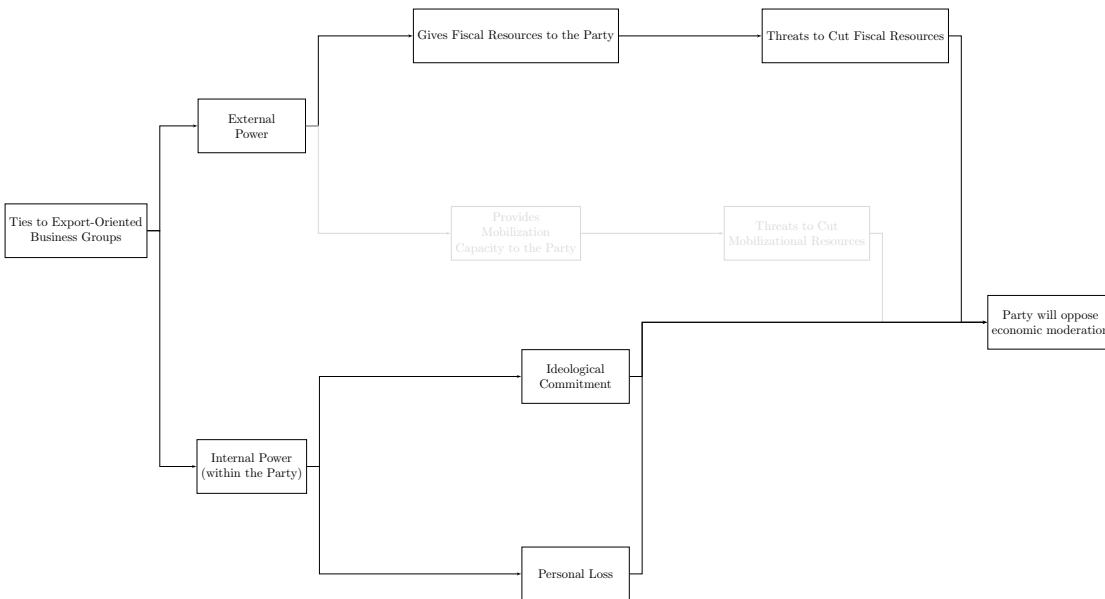 Gives Fiscal Resources to the Party
Threats to Cut Fiscal Resources
External
Power
Ties to Export-Oriented
Business Groups
Provides
Mobilization
Capacity to the Party
Threats to Cut
Mobilizational Resources
Party will oppose
economic moderation
Ideological
Commitment
Internal Power
(within the Party)
Personal Loss